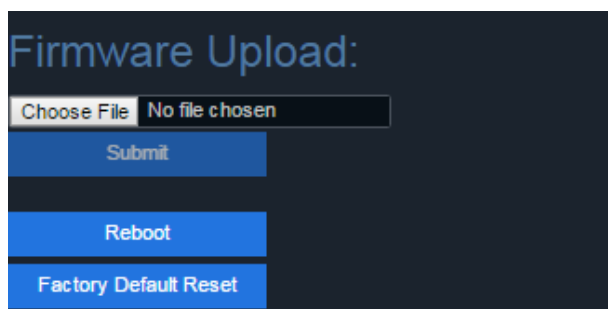 Firmware Upload:
Choose File No file chosen
Submit
Reboot
Factory Default Reset